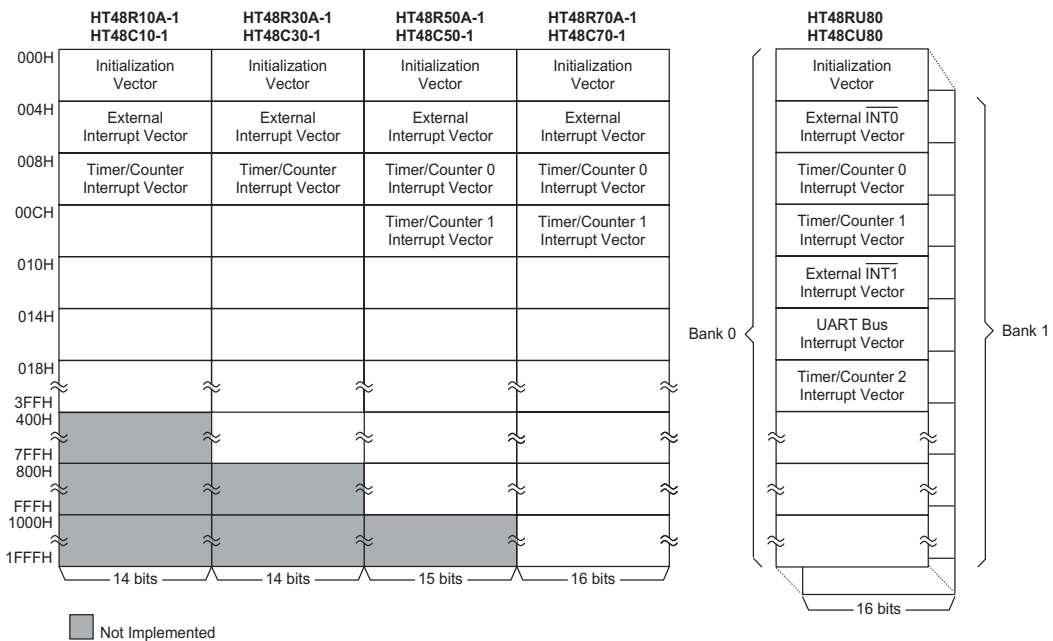 HT48R10A-1
HT48C10-1
HT48R30A-1
HT48C30-1
HT48R50A-1
HT48C50-1
HT48R70A-1
HT48C70-1
HT48RU80
HT48CU80
000H
Initialization
Vector
Initialization
Vector
Initialization
Vector
Initialization
Vector
Initialization
Vector
004H
External
Interrupt Vector
External
Interrupt Vector
External
Interrupt Vector
External
Interrupt Vector
External I̅N̅T̅0̅
Interrupt Vector
008H
Timer/Counter
Interrupt Vector
Timer/Counter
Interrupt Vector
Timer/Counter 0
Interrupt Vector
Timer/Counter 0
Interrupt Vector
Timer/Counter 0
Interrupt Vector
00CH
Timer/Counter 1
Interrupt Vector
Timer/Counter 1
Interrupt Vector
Timer/Counter 1
Interrupt Vector
010H
External I̅N̅T̅1̅
Interrupt Vector
014H
Bank 0
UART Bus
Interrupt Vector
Bank 1
018H
Timer/Counter 2
Interrupt Vector
3FFH
400H
7FFH
800H
FFFH
1000H
1FFFH
14 bits
14 bits
15 bits
16 bits
16 bits
Not Implemented